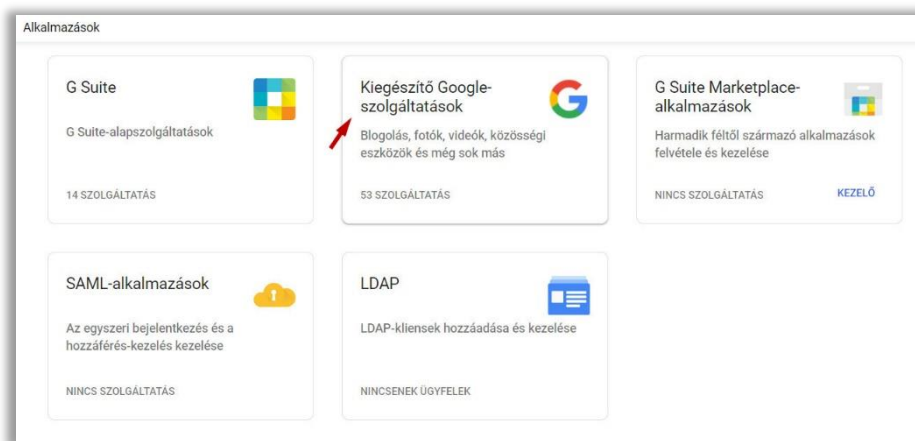 Alkalmazások
G Suite
G Suite-alapszolgáltatások
14 SZOLGÁLTATÁS
Kiegészítő Google-
szolgáltatások
Blogolás, fotók, videók, közösségi
eszközök és még sok más
53 SZOLGÁLTATÁS
G Suite Marketplace-
alkalmazások
Harmadik féltől származó alkalmazások
felvétele és kezelése
NINCS SZOLGÁLTATÁS
KEZELŐ
SAML-alkalmazások
Az egyszeri bejelentkezés és a
hozzáférés-kezelés kezelése
NINCS SZOLGÁLTATÁS
LDAP
LDAP-kliensek hozzáadása és kezelése
NINCSENEK ÜGYFELEK